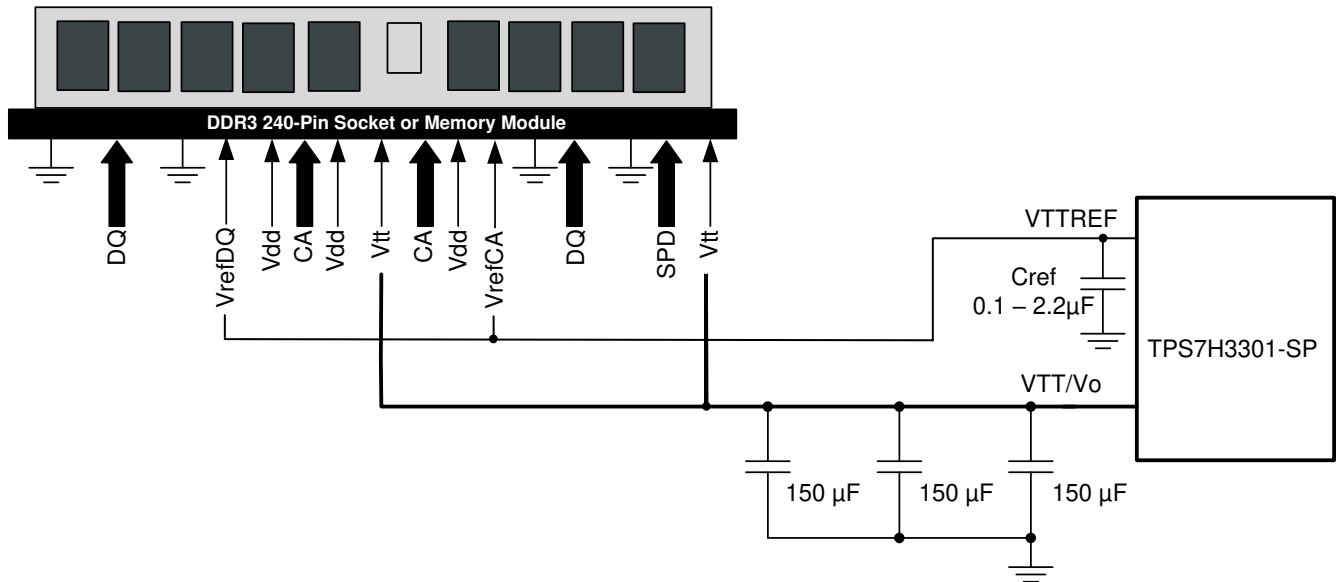 DDR3 240-Pin Socket or Memory Module
DQ
VrefDQ
Vdd
CA
Vdd
Vtt
CA
Vdd
VrefCA
DQ
SPD
Vtt
VTTREF
Cref
0.1 – 2.2µF
TPS7H3301-SP
VTT/Vo
150 µF
150 µF
150 µF